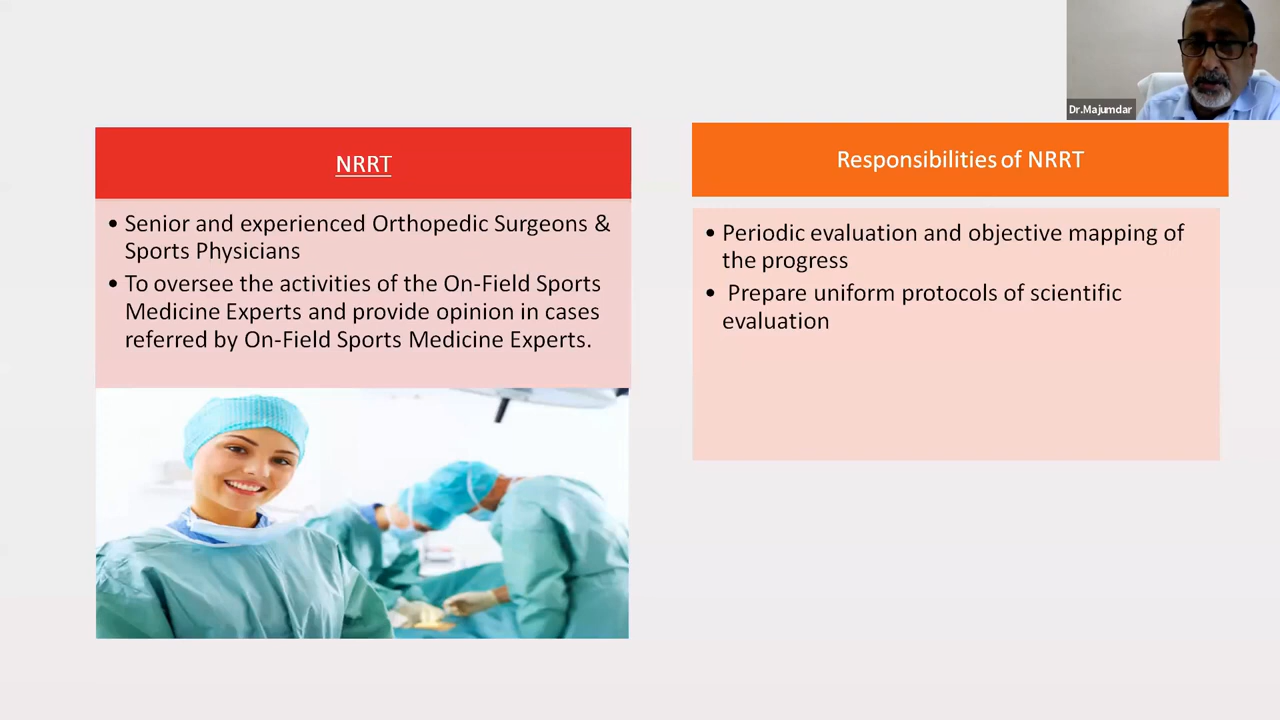 Dr.Majumdar
NRRT
• Senior and experienced Orthopedic Surgeons &
Sports Physicians
• To oversee the activities of the On-Field Sports
Medicine Experts and provide opinion in cases
referred by On-Field Sports Medicine Experts.
Responsibilities of NRRT
• Periodic evaluation and objective mapping of
the progress
• Prepare uniform protocols of scientific
evaluation